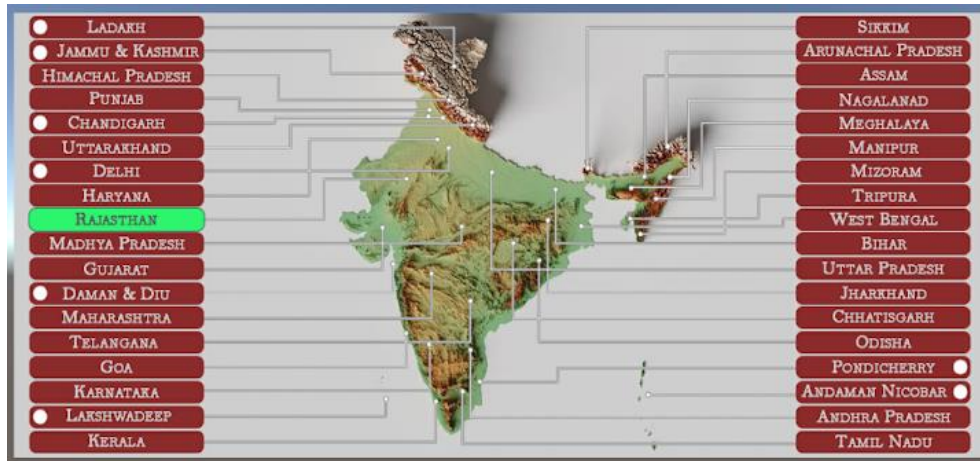 Ladakh
Jammu & Kashmir
Himachal Pradesh
Punjab
Chandigarh
Uttarakhand
Delhi
Haryana
Rajasthan
Madhya Pradesh
Gujarat
Daman & Diu
Maharashtra
Telangana
Goa
Karnataka
Lakshwadeep
Kerala
Sikkim
Arunachal Pradesh
Assam
Nagalanad
Meghalaya
Manipur
Mizoram
Tripura
West Bengal
Bihar
Uttar Pradesh
Jharkhand
Chhatisgarh
Odisha
Pondicherry
Andaman Nicobar
Andhra Pradesh
Tamil Nadu